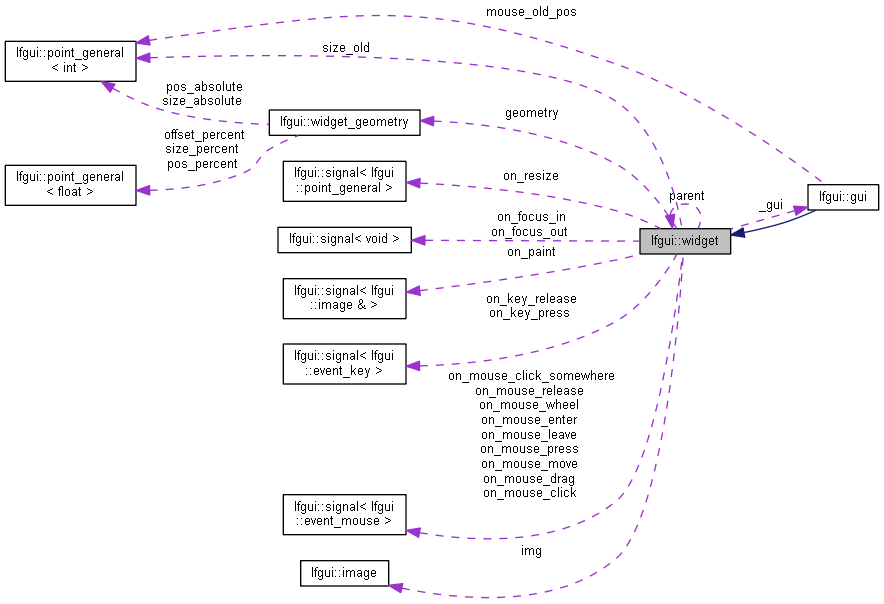 mouse_old_pos
lfgui::point_general
< int >
size_old
pos_absolute
size_absolute
lfgui::widget_geometry
geometry
offset_percent
size_percent
pos_percent
lfgui::point_general
< float >
lfgui::signal< lfgui
::point_general >
on_resize
parent
_gui
lfgui::gui
lfgui::signal< void >
on_focus_in
on_focus_out
lfgui::widget
on_paint
lfgui::signal< lfgui
::image & >
on_key_release
on_key_press
lfgui::signal< lfgui
::event_key >
on_mouse_click_somewhere
on_mouse_release
on_mouse_wheel
on_mouse_enter
on_mouse_leave
on_mouse_press
on_mouse_move
on_mouse_drag
on_mouse_click
lfgui::signal< lfgui
::event_mouse >
img
lfgui::image